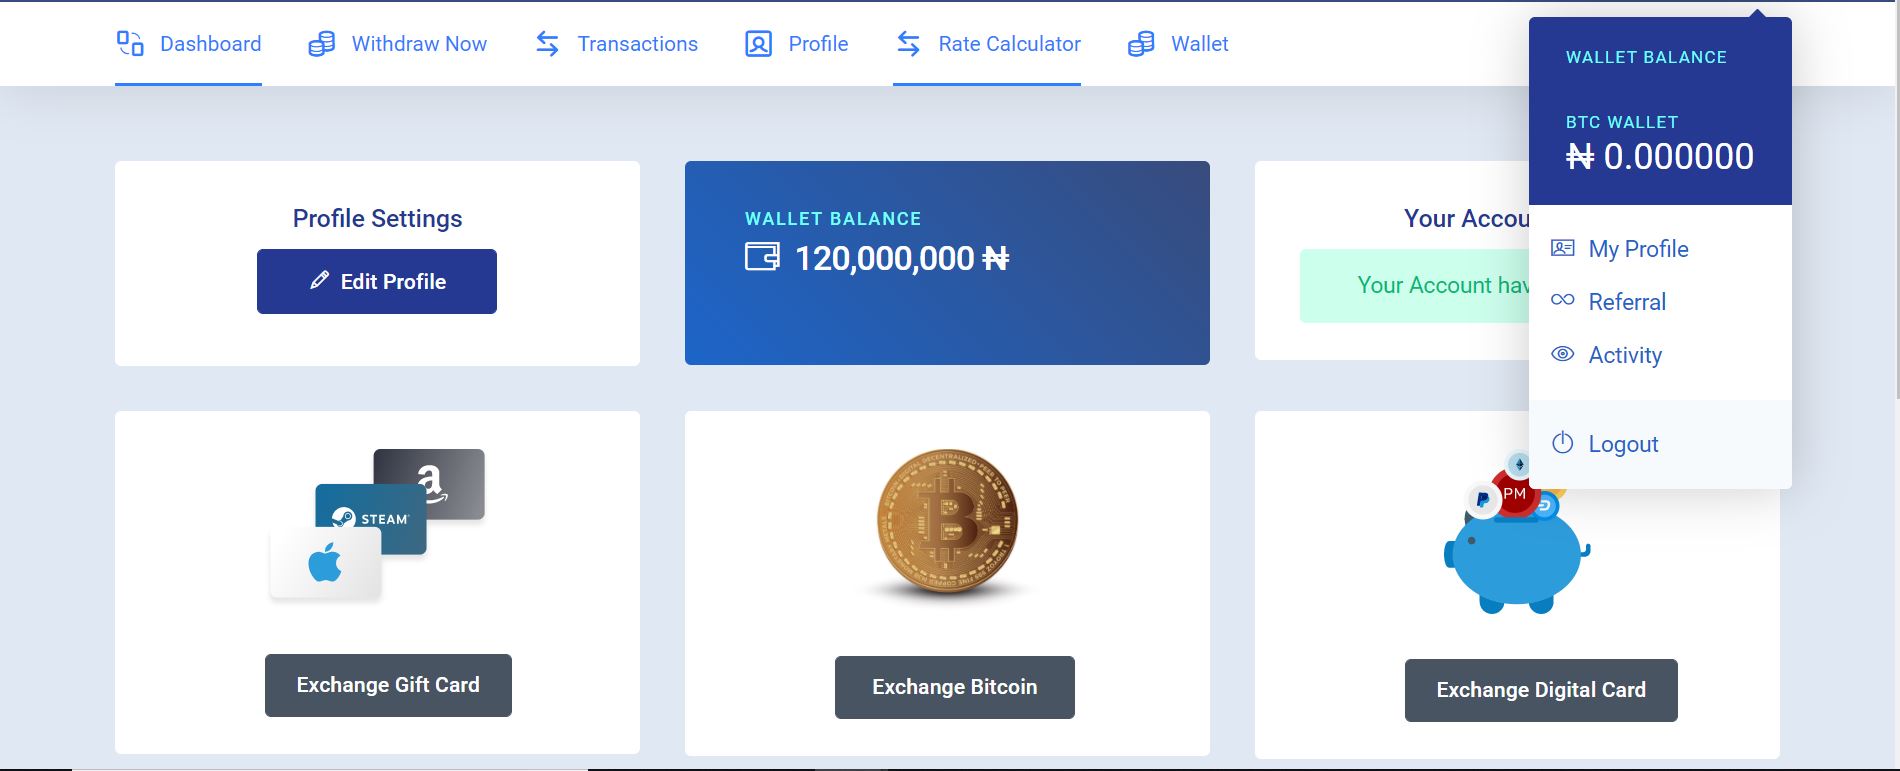 Dashboard
Withdraw Now
Transactions
Profile
Rate Calculator
Wallet
WALLET BALANCE
BTC WALLET
₦ 0.000000
My Profile
Referral
Activity
Logout
Profile Settings
Edit Profile
WALLET BALANCE
120,000,000 ₦
Your Accou
Your Account hav
a
STEAM
Exchange Gift Card
B
Exchange Bitcoin
PM
Exchange Digital Card